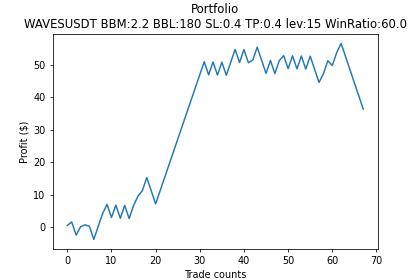 Portfolio
WAVESUSDT BBM:2.2 BBL:180 SL:0.4 TP:0.4 lev:15 WinRatio:60.0
Profit ($)
50
40
30
20
10
0
0 10 20 30 40 50 60 70
Trade counts